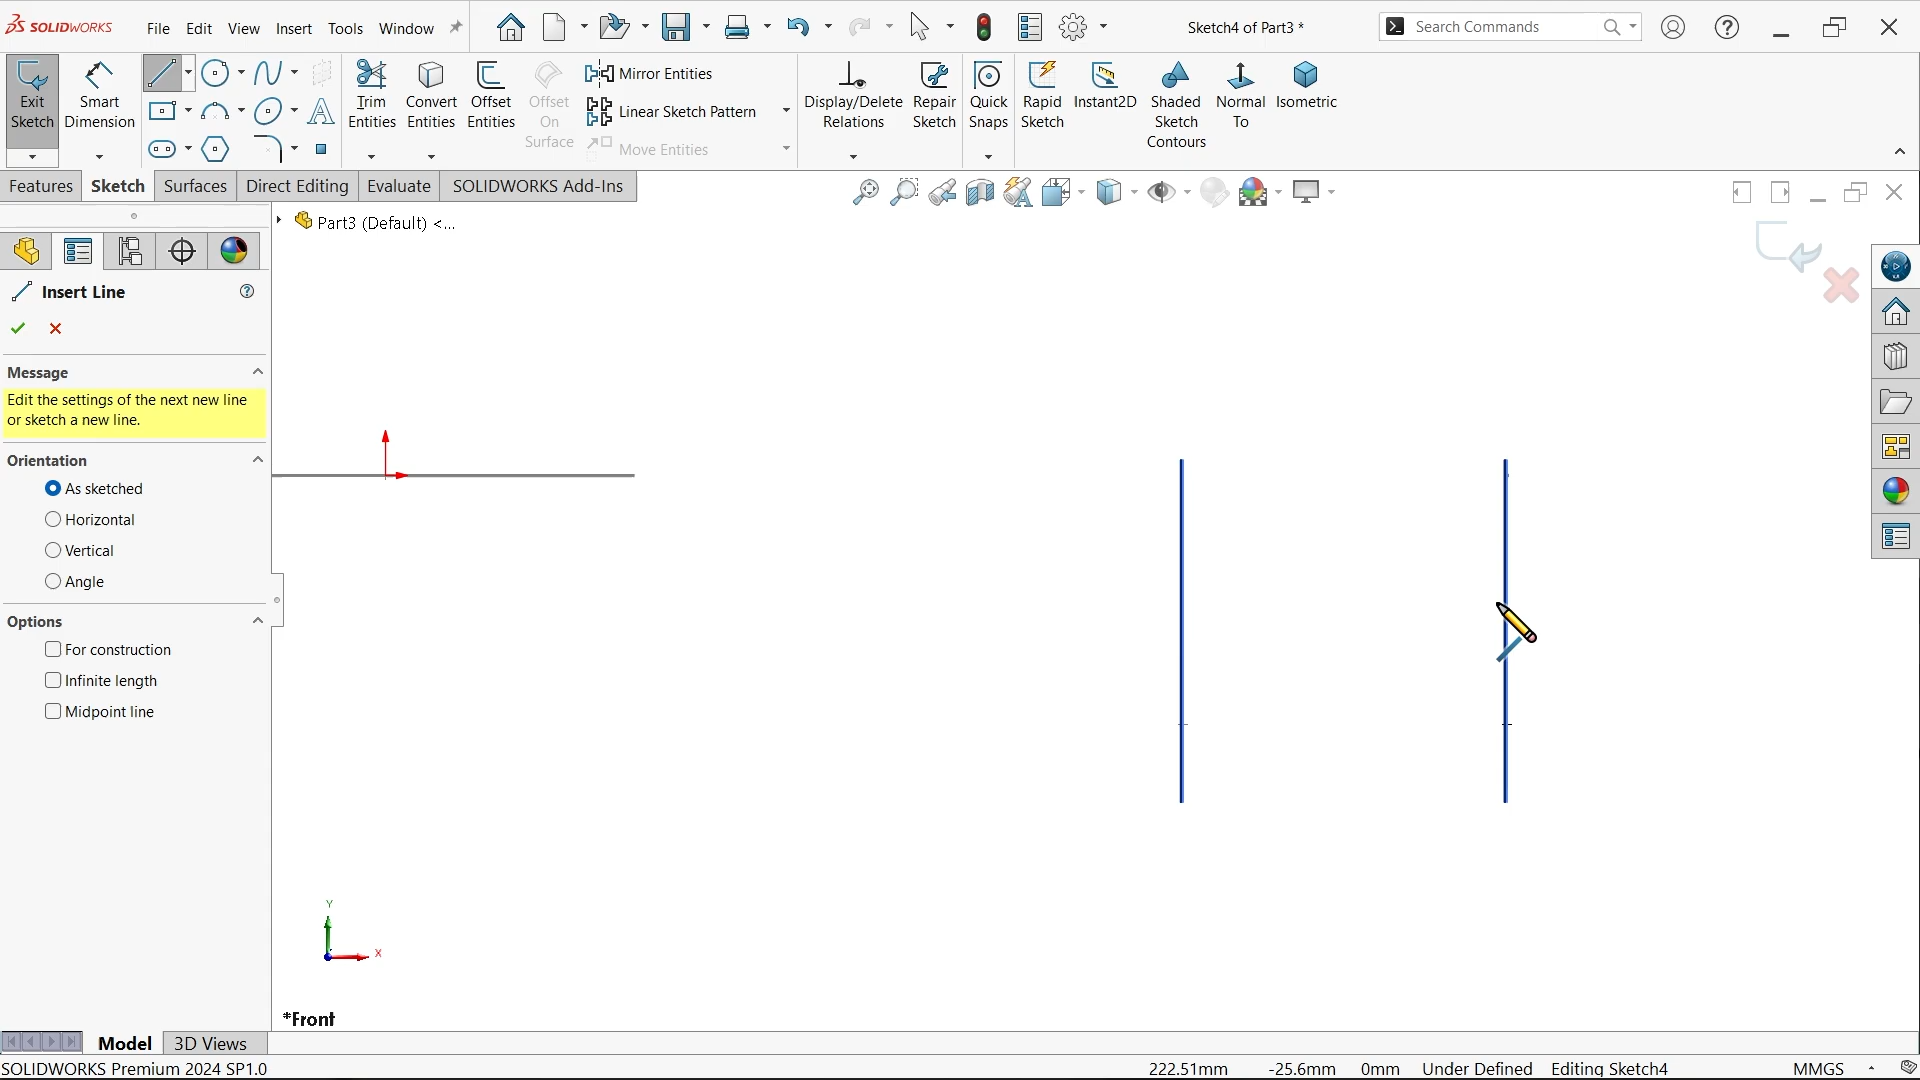 SOLIDWORKS File Edit View Insert Tools Window Sketch4 of Part3 * Search Commands
Exit Sketch
Smart Dimension
Trim Entities
Convert Entities
Offset Entities
Offset On Surface
Mirror Entities
Linear Sketch Pattern
Move Entities
Display/Delete Relations
Repair Sketch
Quick Snaps
Rapid Sketch
Instant2D
Shaded Sketch Contours
Normal To
Isometric
Features Sketch Surfaces Direct Editing Evaluate SOLIDWORKS Add-Ins
Part3 (Default) <...
Insert Line
Message
Edit the settings of the next new line
or sketch a new line.
Orientation
As sketched
Horizontal
Vertical
Angle
Options
For construction
Infinite length
Midpoint line
Y
X
*Front
Model 3D Views
SOLIDWORKS Premium 2024 SP1.0 222.51mm -25.6mm 0mm Under Defined Editing Sketch4 MMGS